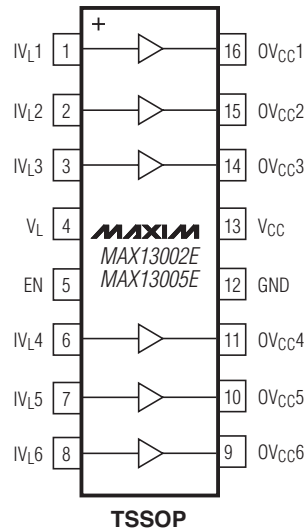 +
IVL1 1 16 OVCC1
IVL2 2 15 OVCC2
IVL3 3 14 OVCC3
VL 4 MAXIM 13 VCC
MAX13002E
EN 5 MAX13005E 12 GND
IVL4 6 11 OVCC4
IVL5 7 10 OVCC5
IVL6 8 9 OVCC6
TSSOP